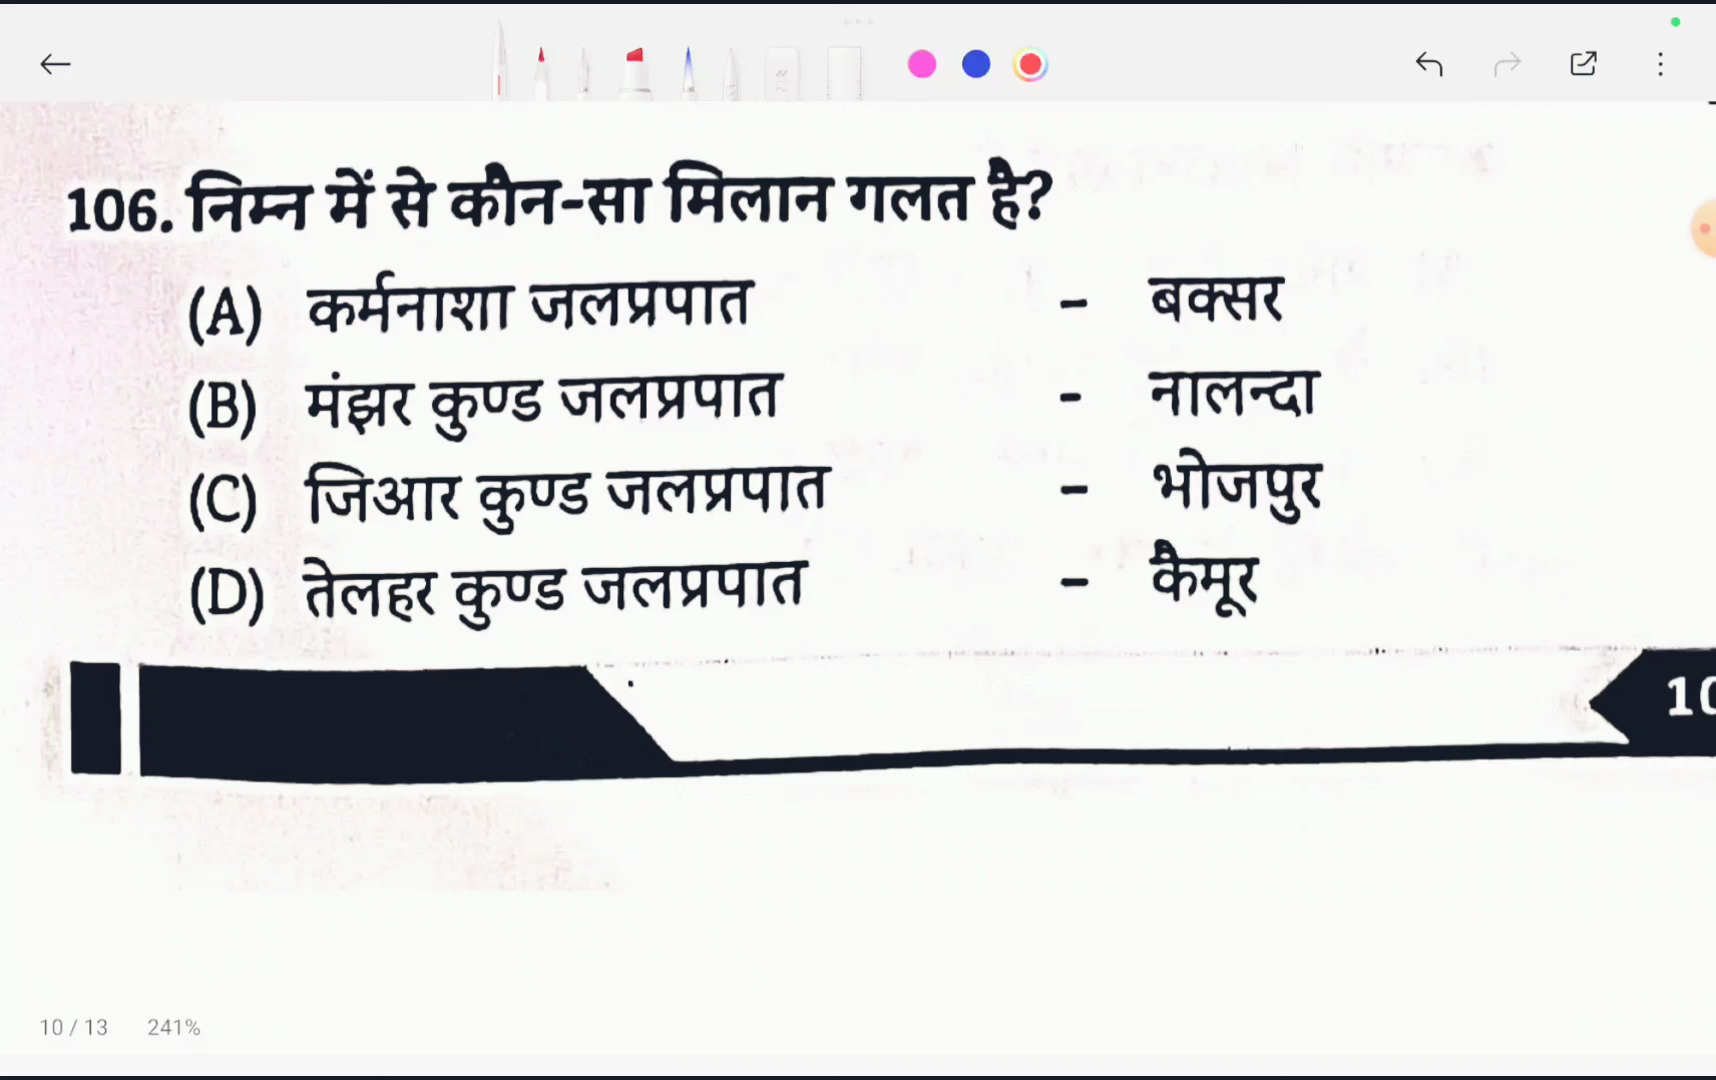 106. निम्न में से कौन-सा मिलान गलत है?
(A) कर्मनाशा जलप्रपात - बक्सर
(B) मंझर कुण्ड जलप्रपात - नालन्दा
(C) जिआर कुण्ड जलप्रपात - भोजपुर
(D) तेलहर कुण्ड जलप्रपात - कैमूर
10
10 / 13 241%